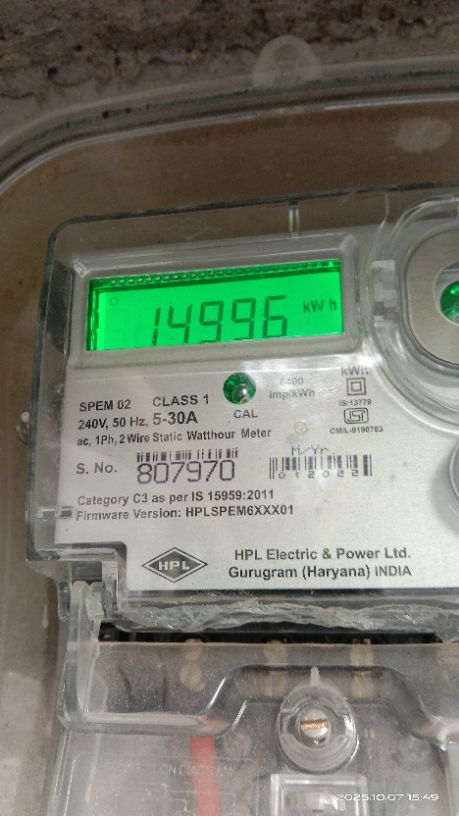 14996 kWh
kWh
6400
imp/kWh
IS:13779
CM/L-9190763
SPEM 02 CLASS 1
240V, 50 Hz, 5-30A
CAL
ac, 1Ph, 2 Wire Static Watthour Meter
M/Yr.
S. No. 807970
012022
Category C3 as per IS 15959:2011
Firmware Version: HPLSPEM6XXX01
HPL
HPL Electric & Power Ltd.
Gurugram (Haryana) INDIA
2025.10.07 15:49